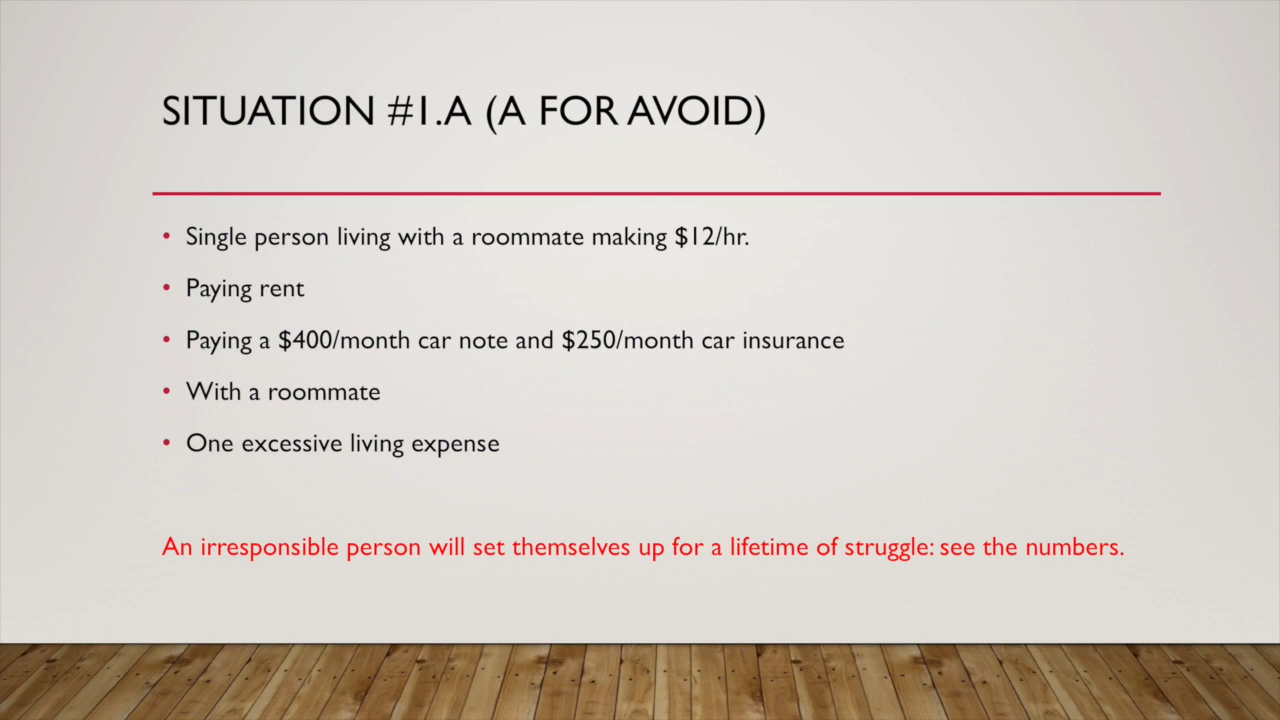 SITUATION #1.A (A FOR AVOID)
• Single person living with a roommate making $12/hr.
• Paying rent
• Paying a $400/month car note and $250/month car insurance
• With a roommate
• One excessive living expense
An irresponsible person will set themselves up for a lifetime of struggle: see the numbers.